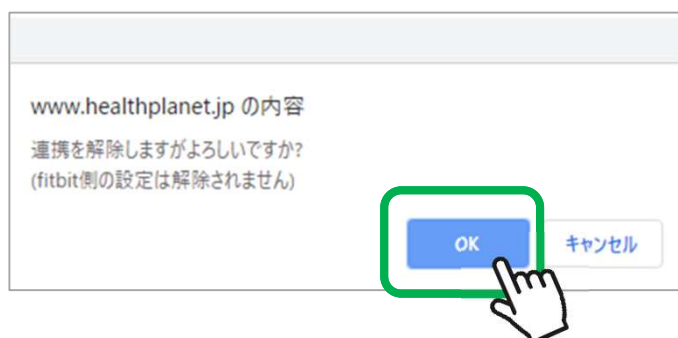 www.healthplanet.jp の内容
連携を解除しますがよろしいですか?
(fitbit側の設定は解除されません)
OK
キャンセル